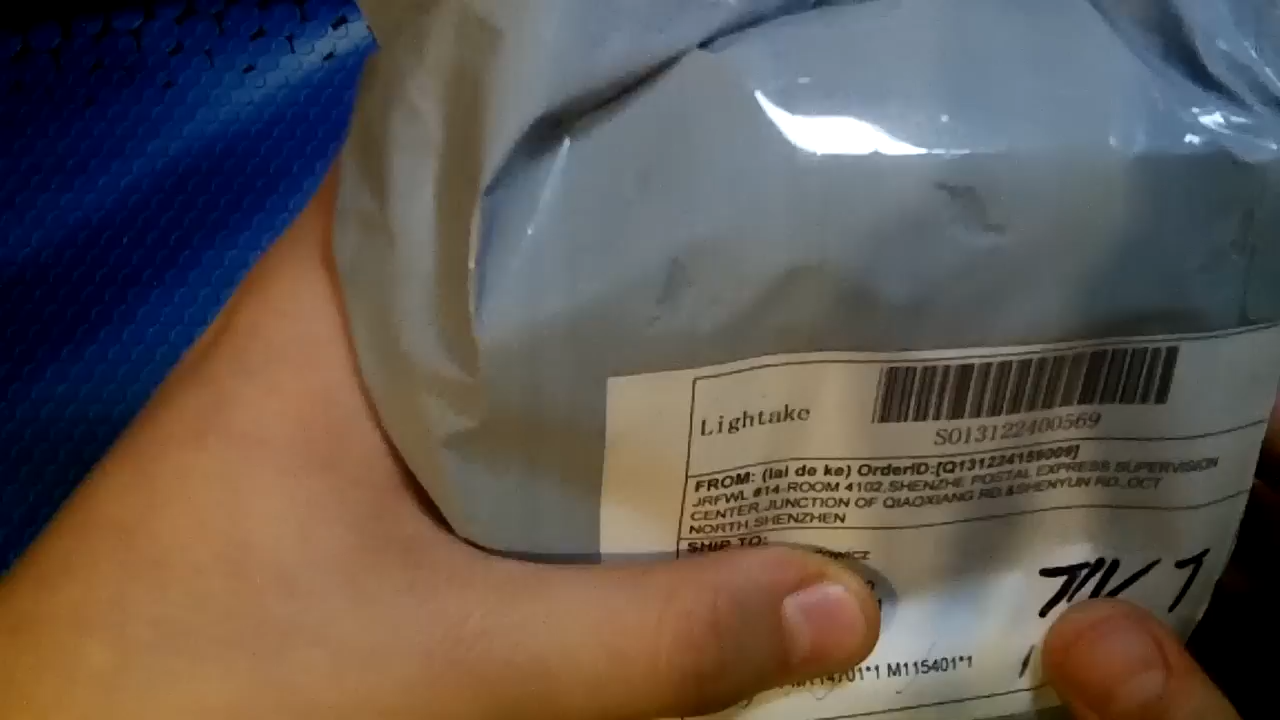 Lightake
SO13122400569
FROM: (lai de ke) OrderID:[Q131224159009]
JRFWL #14-ROOM 4102,SHENZHE POSTAL EXPRESS SUPERVISION
CENTER,JUNCTION OF QIAOXIANG RD.&SHENYUN RD.,OCT
NORTH,SHENZHEN
SHIP TO:
M115401*1